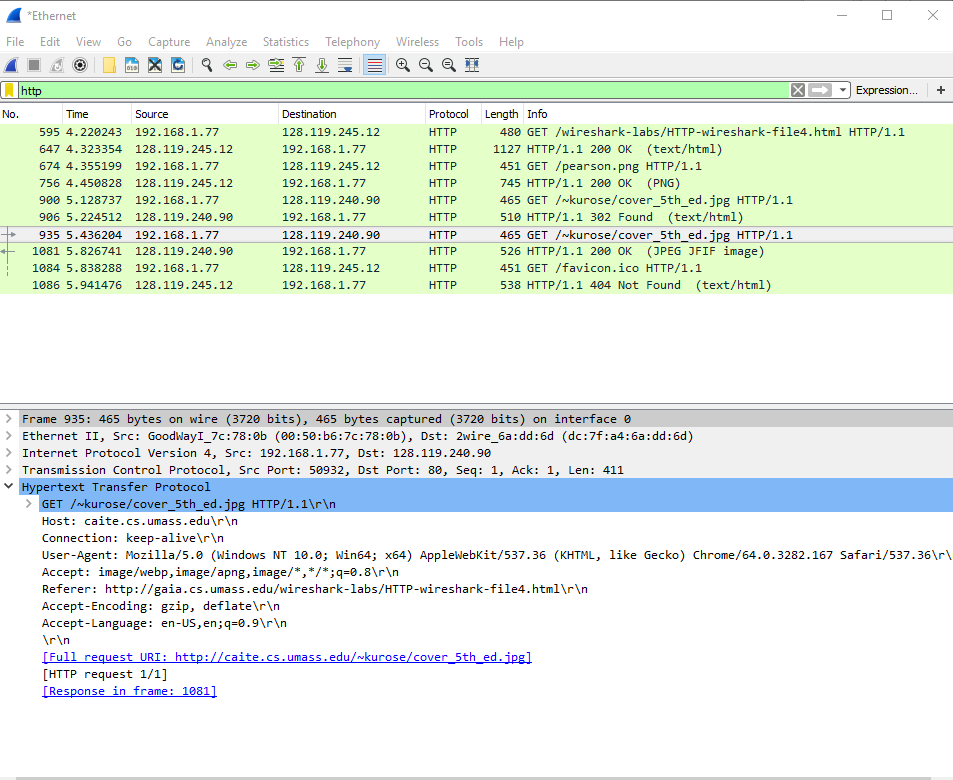 *Ethernet
File Edit View Go Capture Analyze Statistics Telephony Wireless Tools Help
http Expression... +
No. Time Source Destination Protocol Length Info
595 4.220243 192.168.1.77 128.119.245.12 HTTP 480 GET /wireshark-labs/HTTP-wireshark-file4.html HTTP/1.1
647 4.323354 128.119.245.12 192.168.1.77 HTTP 1127 HTTP/1.1 200 OK (text/html)
674 4.355199 192.168.1.77 128.119.245.12 HTTP 451 GET /pearson.png HTTP/1.1
756 4.450828 128.119.245.12 192.168.1.77 HTTP 745 HTTP/1.1 200 OK (PNG)
900 5.128737 192.168.1.77 128.119.240.90 HTTP 465 GET /~kurose/cover_5th_ed.jpg HTTP/1.1
906 5.224512 128.119.240.90 192.168.1.77 HTTP 510 HTTP/1.1 302 Found (text/html)
935 5.436204 192.168.1.77 128.119.240.90 HTTP 465 GET /~kurose/cover_5th_ed.jpg HTTP/1.1
1081 5.826741 128.119.240.90 192.168.1.77 HTTP 526 HTTP/1.1 200 OK (JPEG JFIF image)
1084 5.838288 192.168.1.77 128.119.245.12 HTTP 451 GET /favicon.ico HTTP/1.1
1086 5.941476 128.119.245.12 192.168.1.77 HTTP 538 HTTP/1.1 404 Not Found (text/html)
Frame 935: 465 bytes on wire (3720 bits), 465 bytes captured (3720 bits) on interface 0
Ethernet II, Src: GoodWayI_7c:78:0b (00:50:b6:7c:78:0b), Dst: 2wire_6a:dd:6d (dc:7f:a4:6a:dd:6d)
Internet Protocol Version 4, Src: 192.168.1.77, Dst: 128.119.240.90
Transmission Control Protocol, Src Port: 50932, Dst Port: 80, Seq: 1, Ack: 1, Len: 411
Hypertext Transfer Protocol
GET /~kurose/cover_5th_ed.jpg HTTP/1.1\r\n
Host: caite.cs.umass.edu\r\n
Connection: keep-alive\r\n
User-Agent: Mozilla/5.0 (Windows NT 10.0; Win64; x64) AppleWebKit/537.36 (KHTML, like Gecko) Chrome/64.0.3282.167 Safari/537.36\r\
Accept: image/webp,image/apng,image/*,*/*;q=0.8\r\n
Referer: http://gaia.cs.umass.edu/wireshark-labs/HTTP-wireshark-file4.html\r\n
Accept-Encoding: gzip, deflate\r\n
Accept-Language: en-US,en;q=0.9\r\n
\r\n
[Full request URI: http://caite.cs.umass.edu/~kurose/cover_5th_ed.jpg]
[HTTP request 1/1]
[Response in frame: 1081]